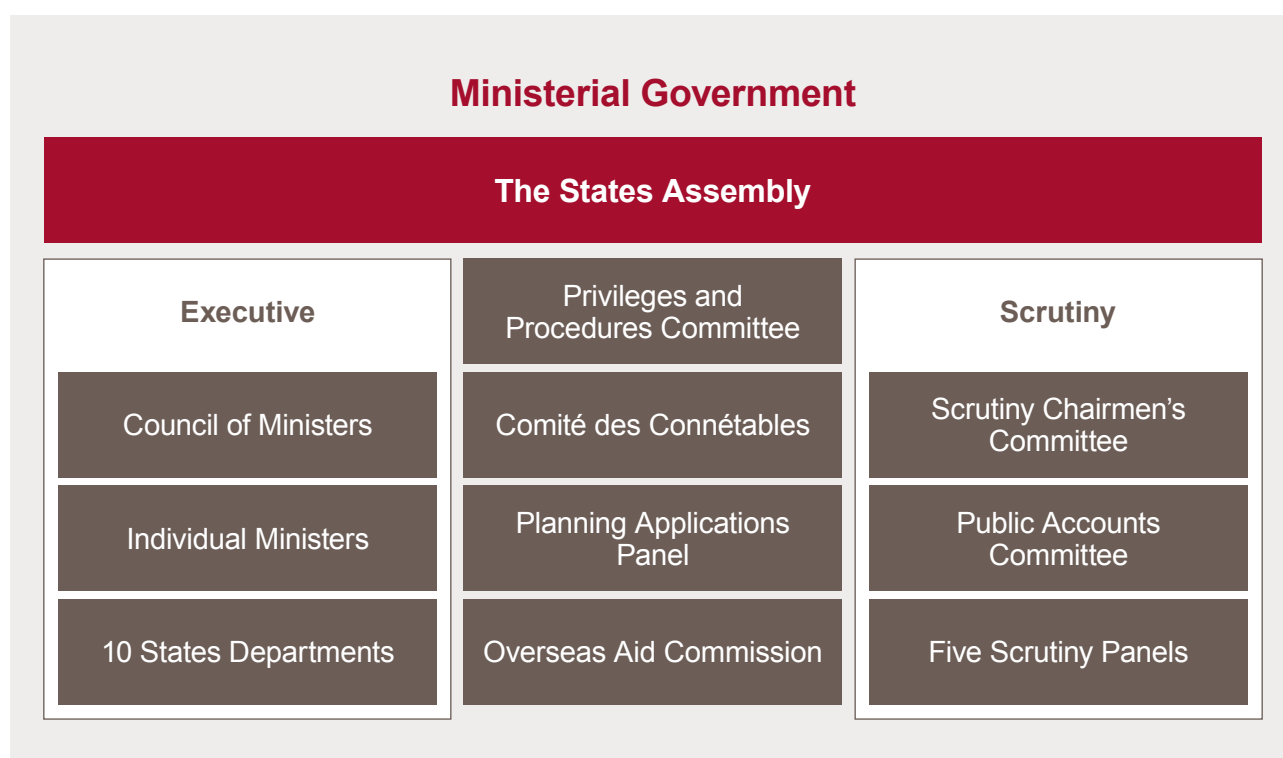 Ministerial Government
The States Assembly
Executive
Council of Ministers
Individual Ministers
10 States Departments
Privileges and
Procedures Committee
Comité des Connétables
Planning Applications
Panel
Overseas Aid Commission
Scrutiny
Scrutiny Chairmen’s
Committee
Public Accounts
Committee
Five Scrutiny Panels